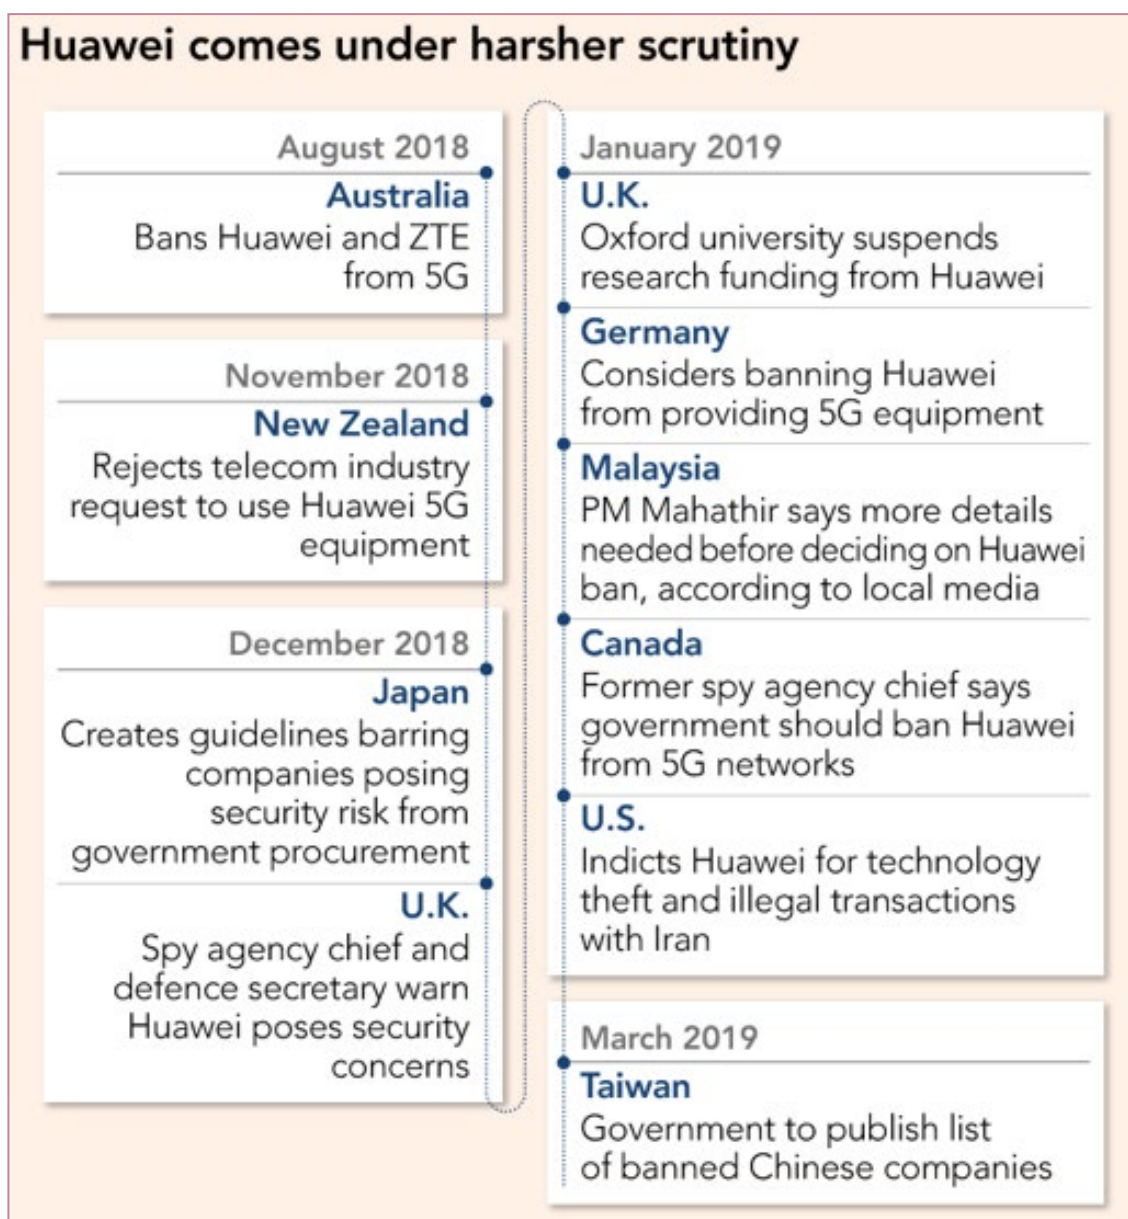 Huawei comes under harsher scrutiny
August 2018
Australia
Bans Huawei and ZTE
from 5G
November 2018
New Zealand
Rejects telecom industry
request to use Huawei 5G
equipment
December 2018
Japan
Creates guidelines barring
companies posing
security risk from
government procurement
U.K.
Spy agency chief and
defence secretary warn
Huawei poses security
concerns
January 2019
U.K.
Oxford university suspends
research funding from Huawei
Germany
Considers banning Huawei
from providing 5G equipment
Malaysia
PM Mahathir says more details
needed before deciding on Huawei
ban, according to local media
Canada
Former spy agency chief says
government should ban Huawei
from 5G networks
U.S.
Indicts Huawei for technology
theft and illegal transactions
with Iran
March 2019
Taiwan
Government to publish list
of banned Chinese companies